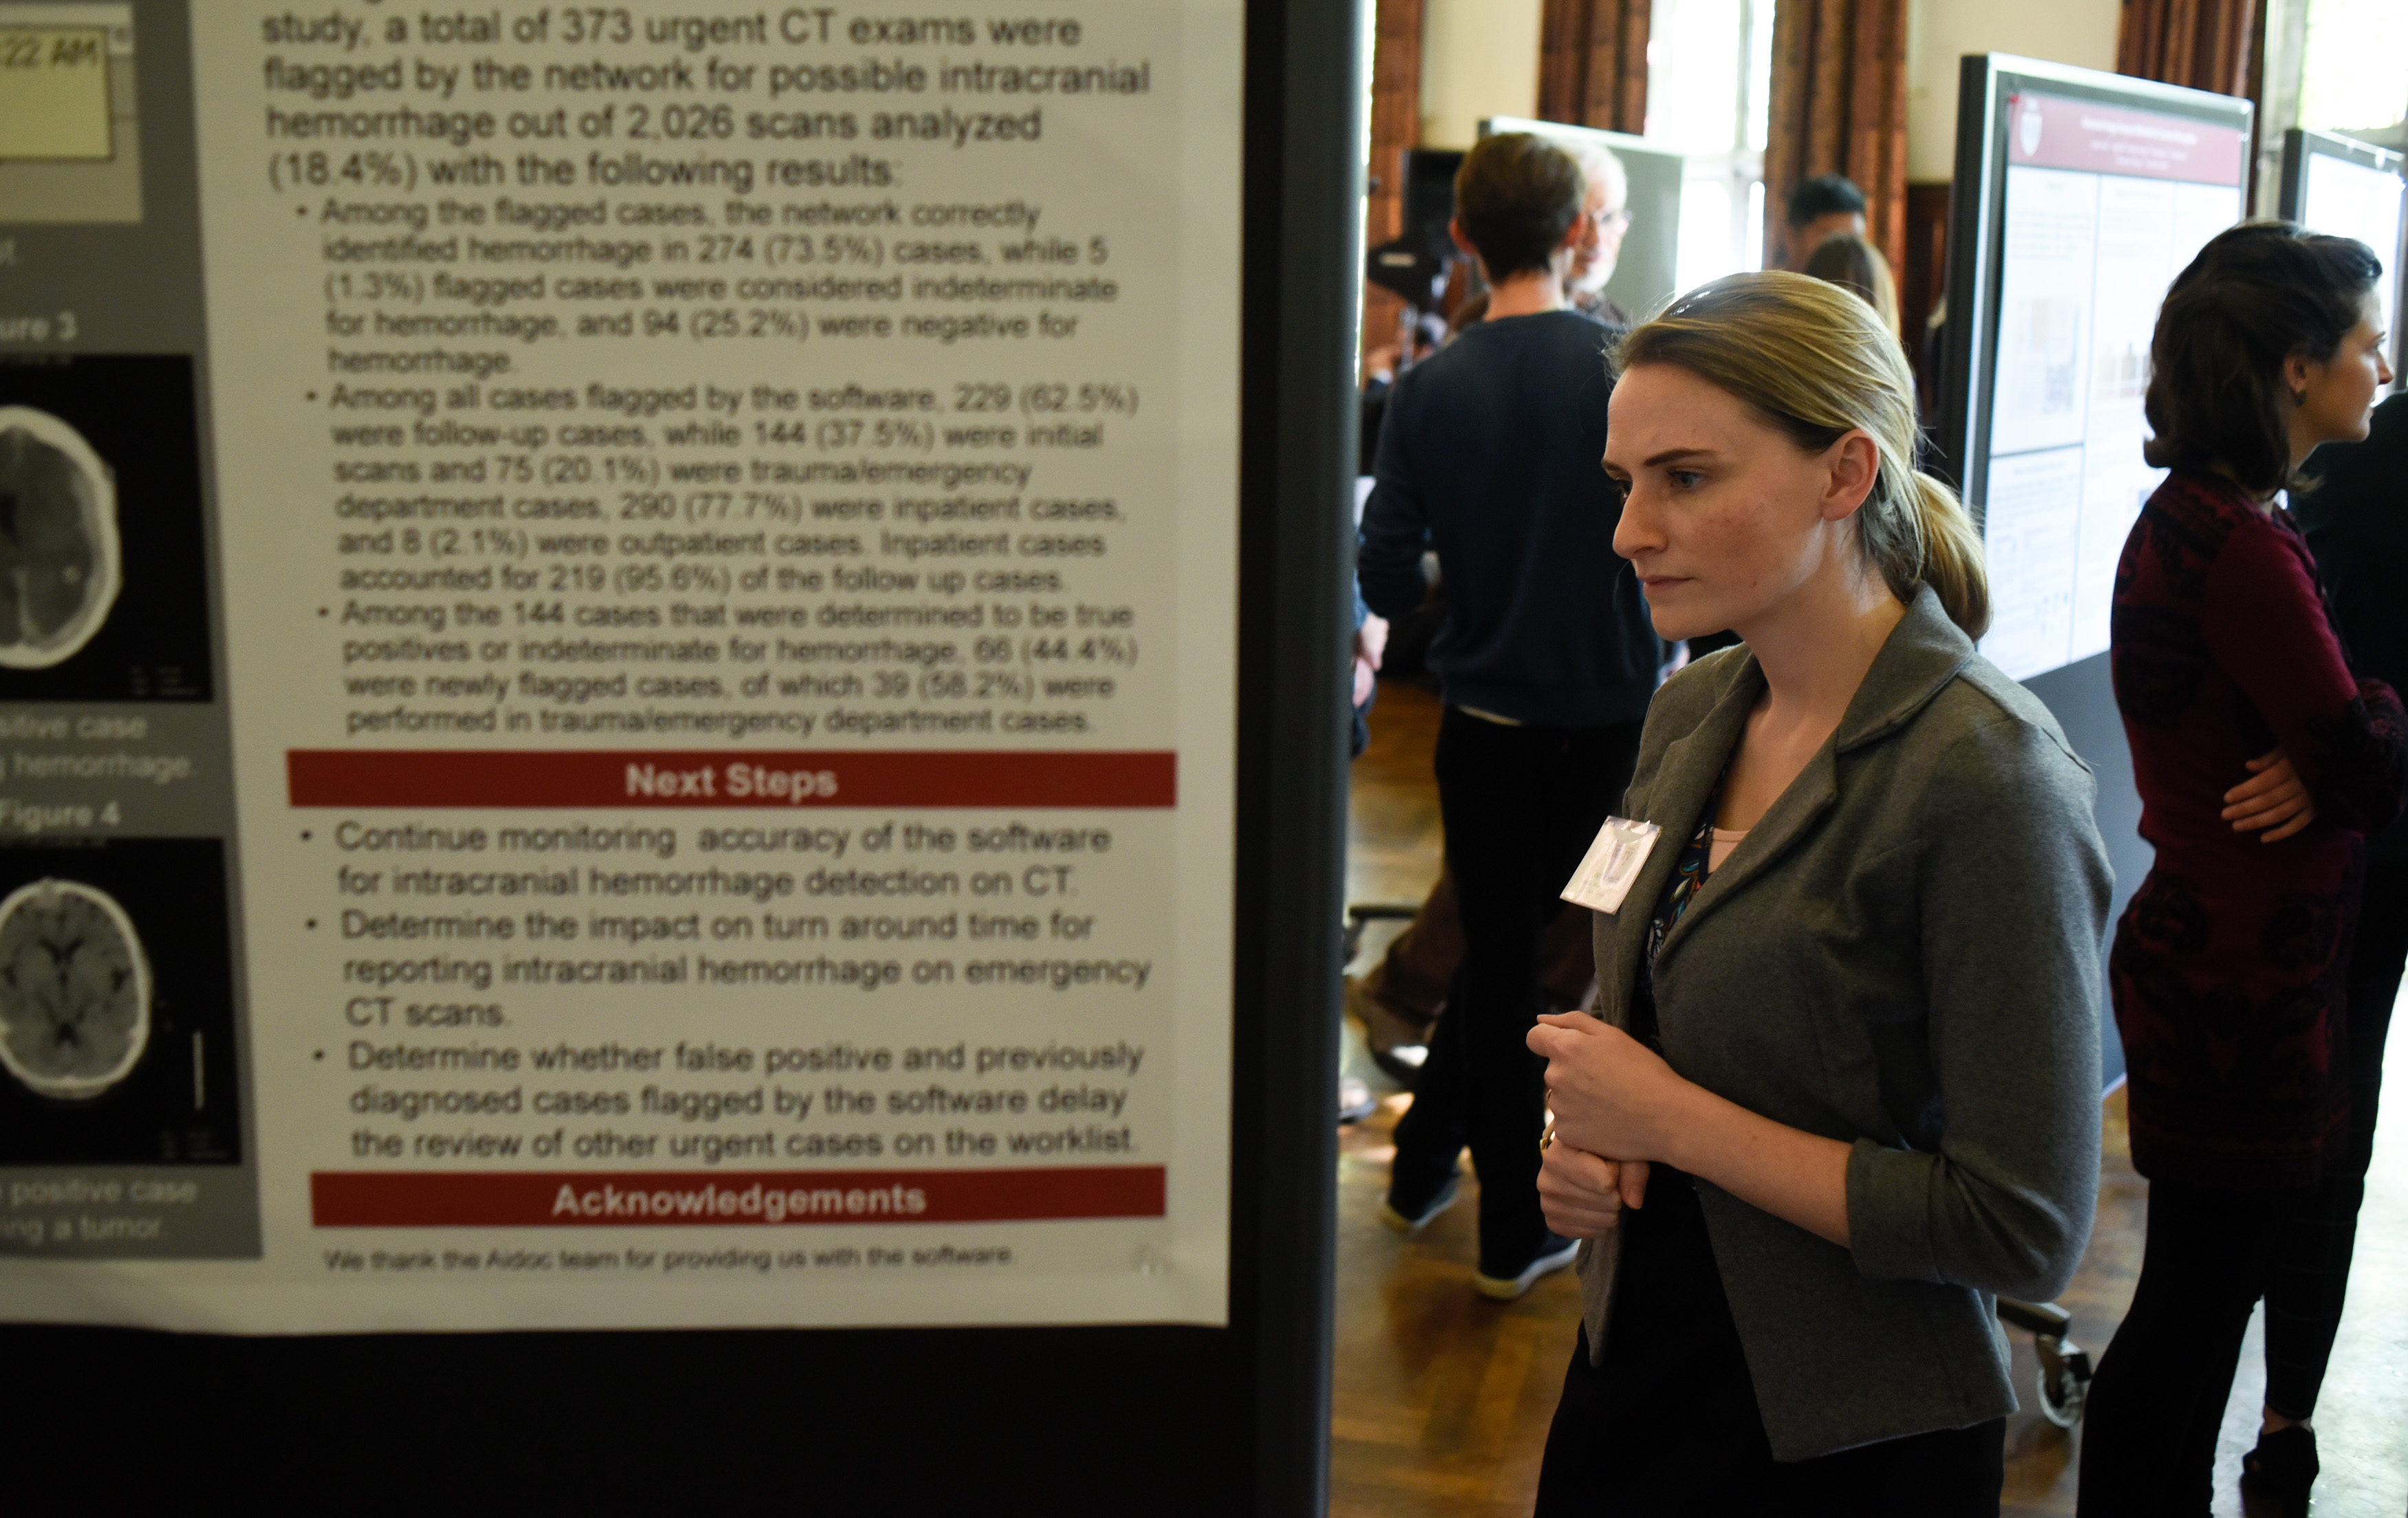 :22 AM
ure 3
sitive case
g hemorrhage.
Figure 4
positive case
ing a tumor.
study, a total of 373 urgent CT exams were
flagged by the network for possible intracranial
hemorrhage out of 2,026 scans analyzed
(18.4%) with the following results:
• Among the flagged cases, the network correctly
identified hemorrhage in 274 (73.5%) cases, while 5
(1.3%) flagged cases were considered indeterminate
for hemorrhage, and 94 (25.2%) were negative for
hemorrhage.
• Among all cases flagged by the software, 229 (62.5%)
were follow-up cases, while 144 (37.5%) were initial
scans and 75 (20.1%) were trauma/emergency
department cases, 290 (77.7%) were inpatient cases,
and 8 (2.1%) were outpatient cases. Inpatient cases
accounted for 219 (95.6%) of the follow up cases.
• Among the 144 cases that were determined to be true
positives or indeterminate for hemorrhage, 66 (44.4%)
were newly flagged cases, of which 39 (58.2%) were
performed in trauma/emergency department cases.
Next Steps
• Continue monitoring accuracy of the software
for intracranial hemorrhage detection on CT.
• Determine the impact on turn around time for
reporting intracranial hemorrhage on emergency
CT scans.
• Determine whether false positive and previously
diagnosed cases flagged by the software delay
the review of other urgent cases on the worklist.
Acknowledgements
We thank the Aidoc team for providing us with the software.